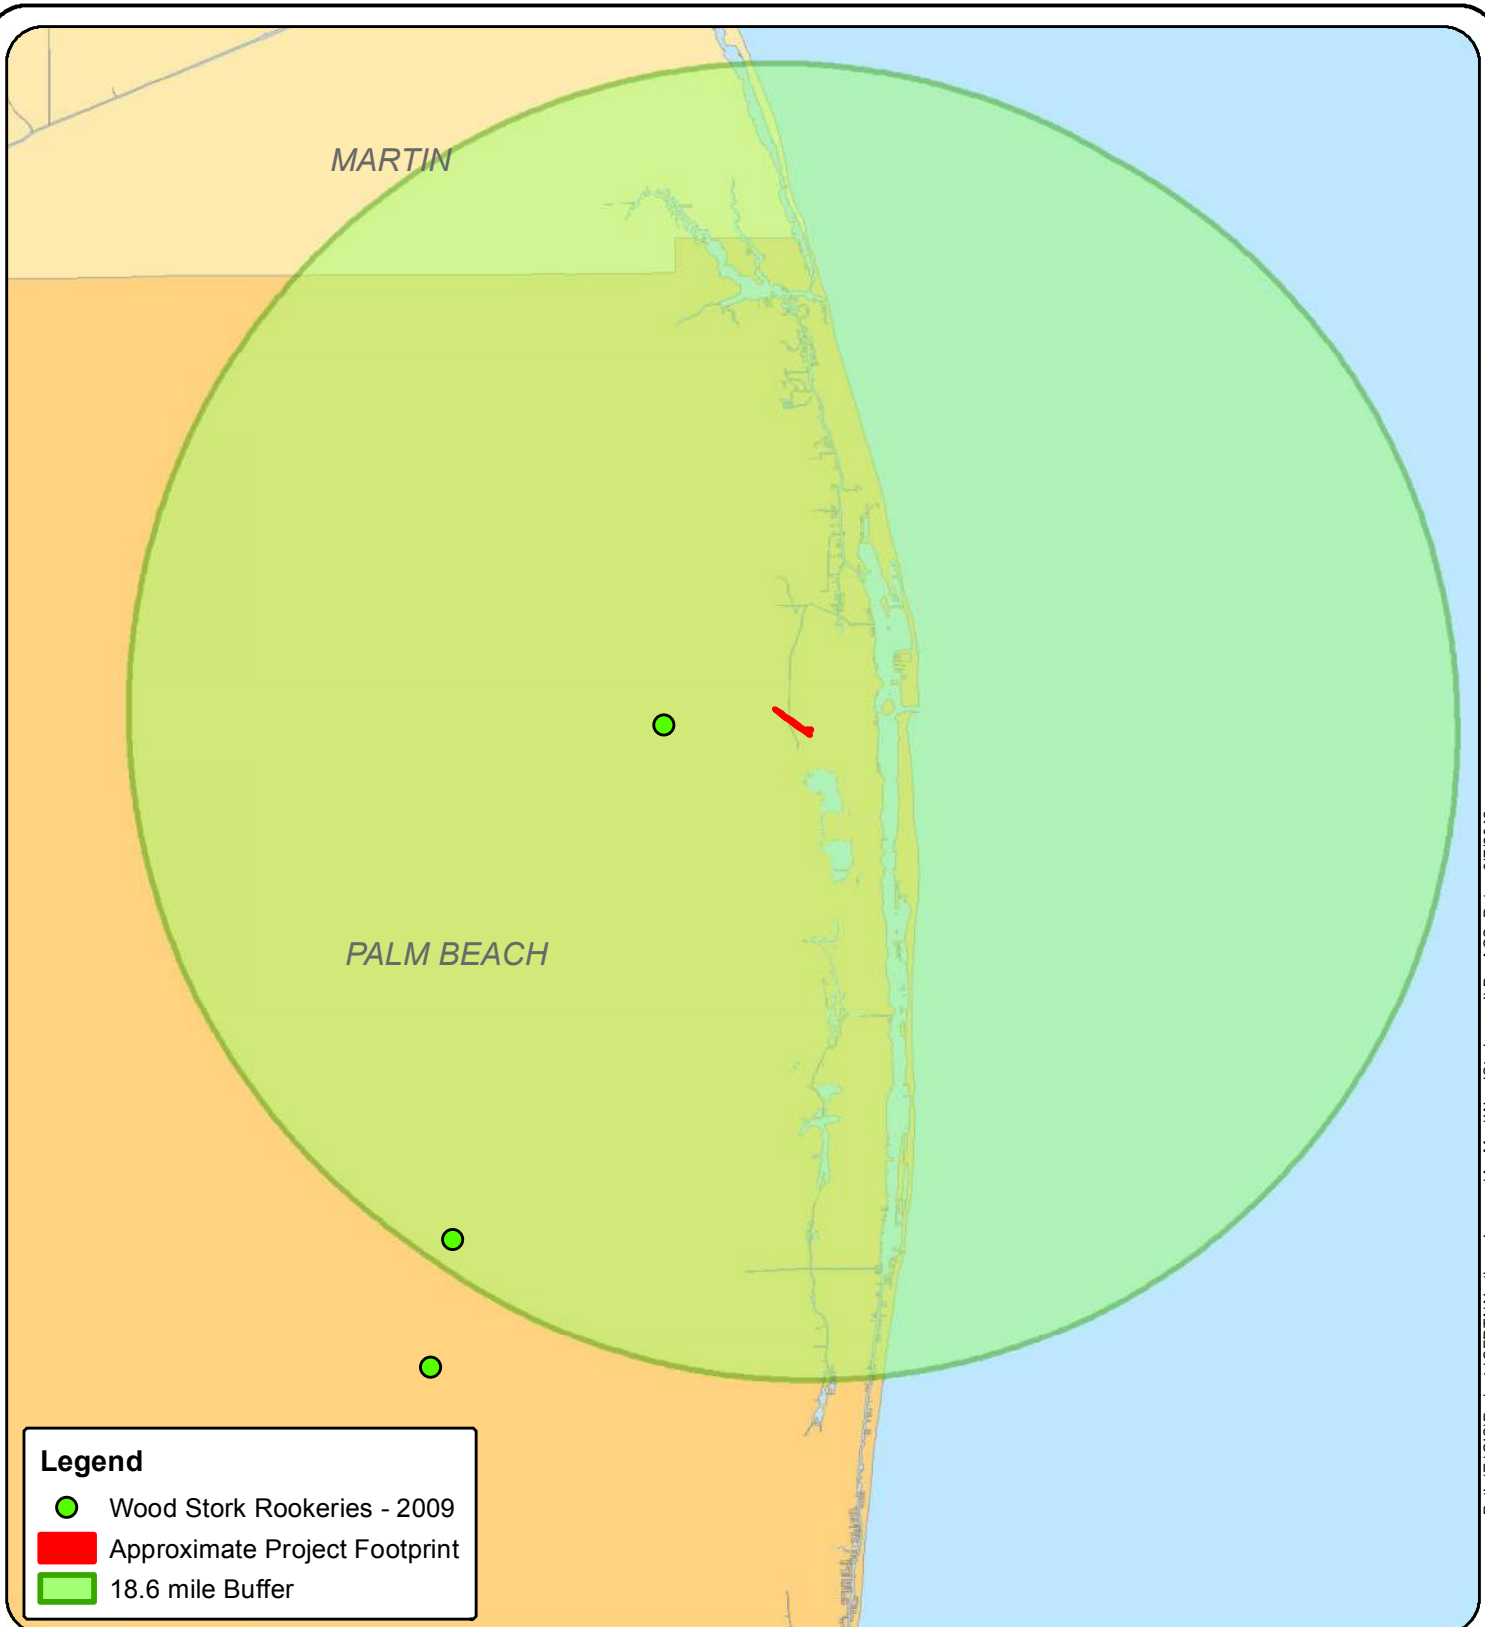 MARTIN
PALM BEACH
Legend
Wood Stork Rookeries - 2009
Approximate Project Footprint
18.6 mile Buffer